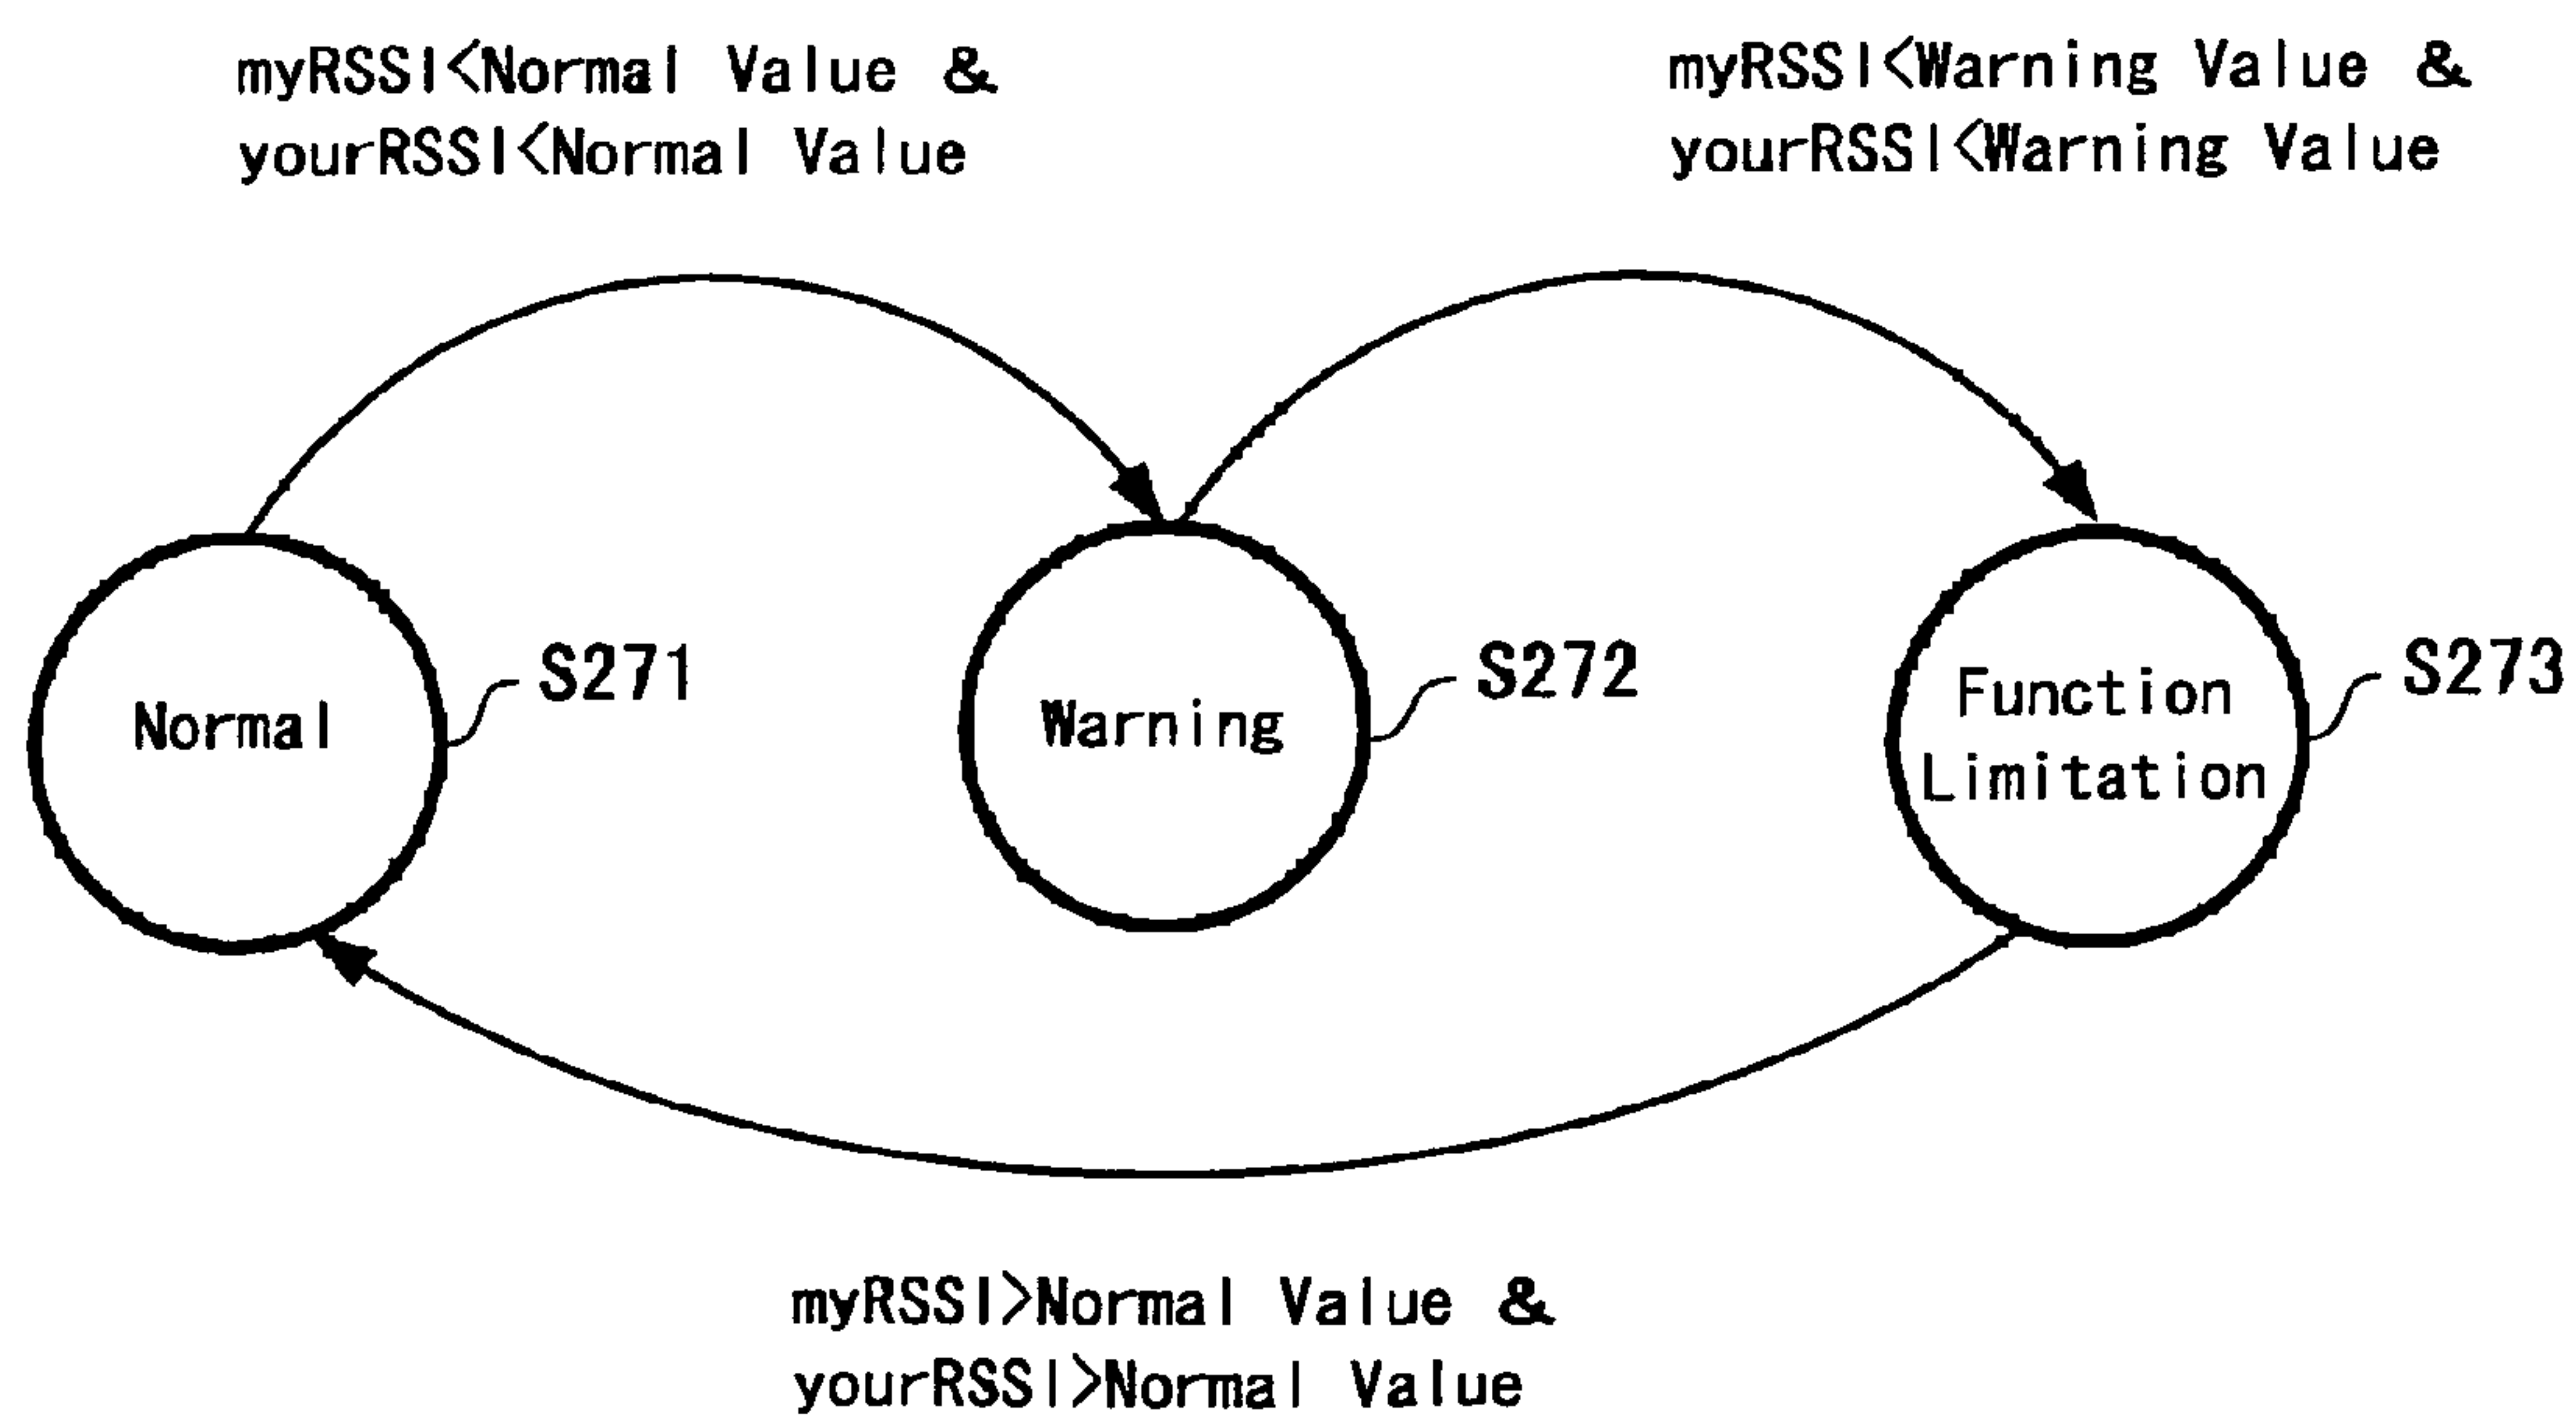 myRSSI<Normal Value &
yourRSSI<Normal Value
myRSSI<Warning Value &
yourRSSI<Warning Value
Normal
S271
Warning
S272
Function
Limitation
S273
myRSSI>Normal Value &
yourRSSI>Normal Value